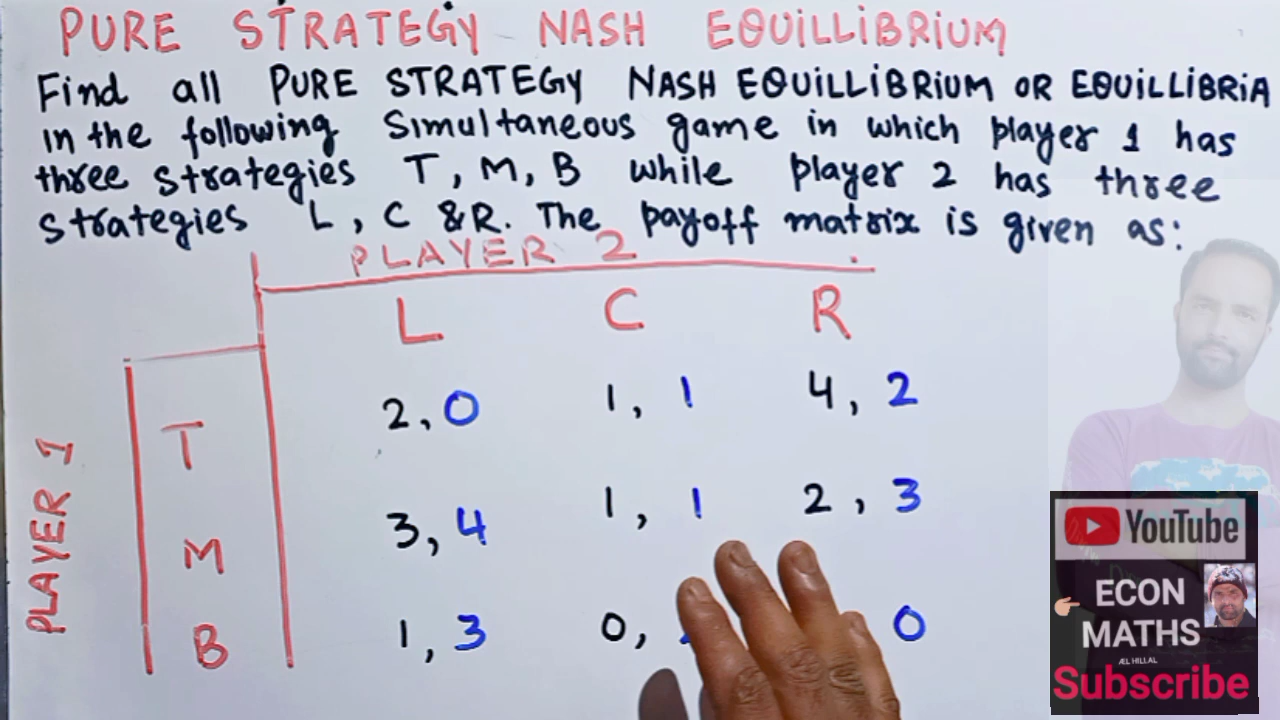 PURE STRATEGY NASH EQUILLIBRIUM
Find all PURE STRATEGY NASH EQUILLIBRIUM OR EQUILLIBRIA
in the following Simultaneous game in which player 1 has
three strategies T, M, B while player 2 has three
strategies L, C & R. The payoff matrix is given as:
PLAYER 2
L C R
PLAYER 1
T 2, 0 1, 1 4, 2
M 3, 4 1, 1 2, 3
B 1, 3 0, 0
YouTube
ECON
MATHS
ÆL HILLAL
Subscribe